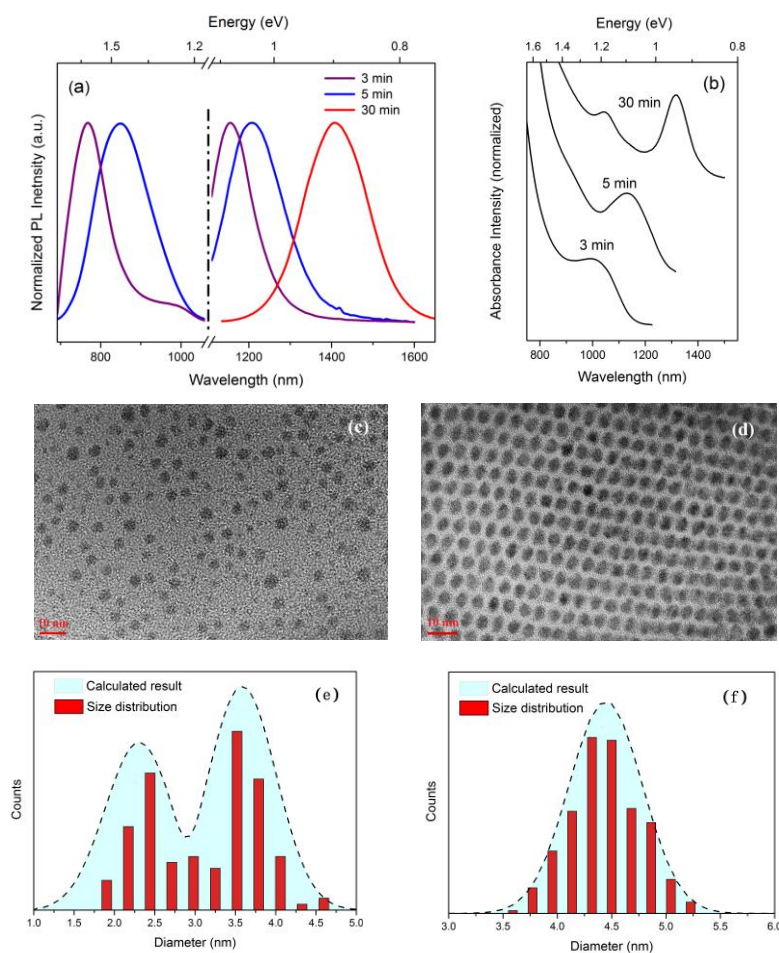 Energy (eV)
1.5 1.2 1 0.8
(a)
3 min
5 min
30 min
Normalized PL Inetnsity (a.u.)
800 1000 1200 1400 1600
Wavelength (nm)
Energy (eV)
1.6 1.4 1.2 1 0.8
(b)
30 min
5 min
3 min
Absorbance Intensity (normalized)
800 1000 1200 1400
Wavelength (nm)
(c)
10 nm
(d)
10 nm
Calculated result
Size distribution
(e)
Counts
1.0 1.5 2.0 2.5 3.0 3.5 4.0 4.5 5.0
Diameter (nm)
Calculated result
Size distribution
(f)
Counts
3.0 3.5 4.0 4.5 5.0 5.5 6.0
Diameter (nm)